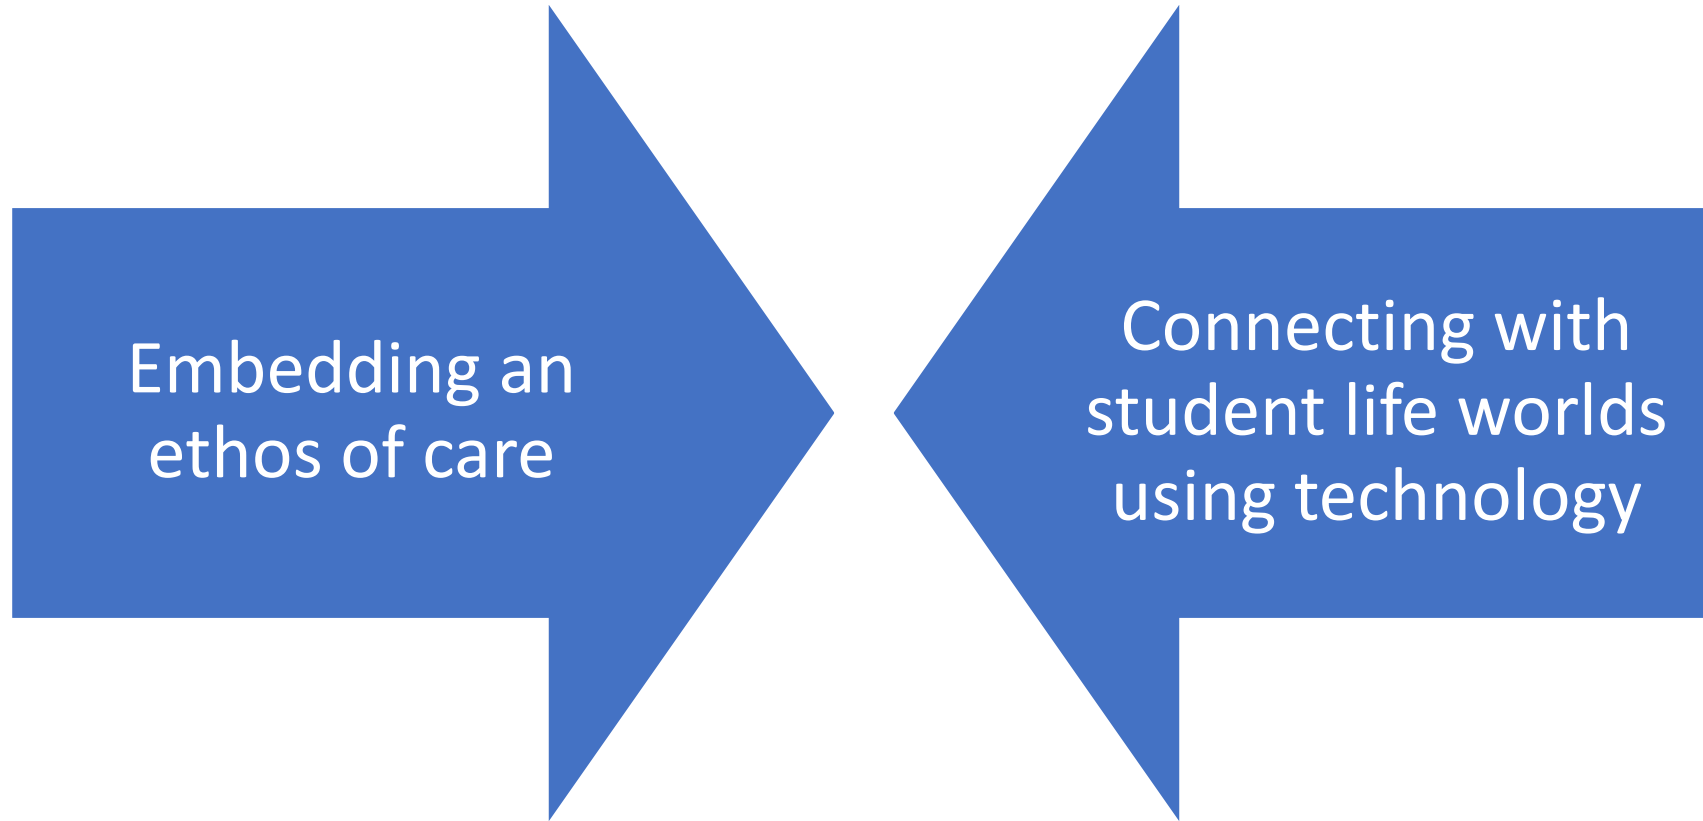 Embedding an
ethos of care
Connecting with
student life worlds
using technology